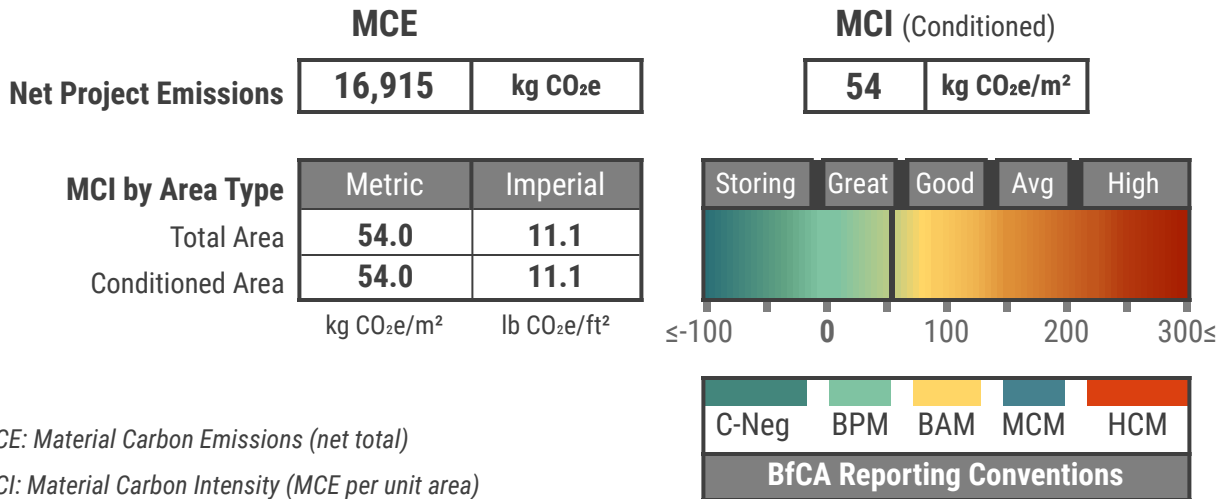 MCE
MCI (Conditioned)
Net Project Emissions 16,915 kg CO₂e
54 kg CO₂e/m²
MCI by Area Type Metric Imperial
Total Area 54.0 11.1
Conditioned Area 54.0 11.1
kg CO₂e/m² lb CO₂e/ft²
Storing Great Good Avg High
≤-100 0 100 200 300≤
C-Neg BPM BAM MCM HCM
BfCA Reporting Conventions
CE: Material Carbon Emissions (net total)
CI: Material Carbon Intensity (MCE per unit area)